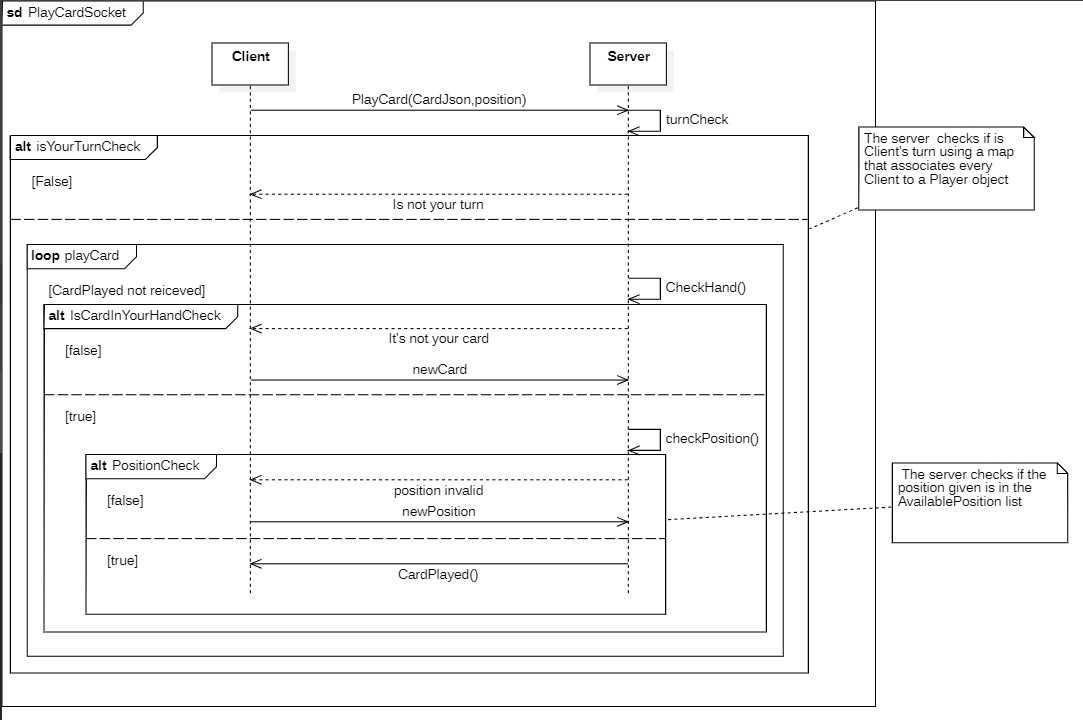 sd PlayCardSocket
Client
Server
PlayCard(CardJson,position)
turnCheck
alt isYourTurnCheck
The server  checks if is
Client's turn using a map
that associates every
Client to a Player object
[False]
Is not your turn
loop playCard
[CardPlayed not reiceved]
CheckHand()
alt IsCardInYourHandCheck
It's not your card
[false]
newCard
[true]
checkPosition()
alt PositionCheck
The server checks if the
position given is in the
AvailablePosition list
position invalid
[false]
newPosition
[true]
CardPlayed()